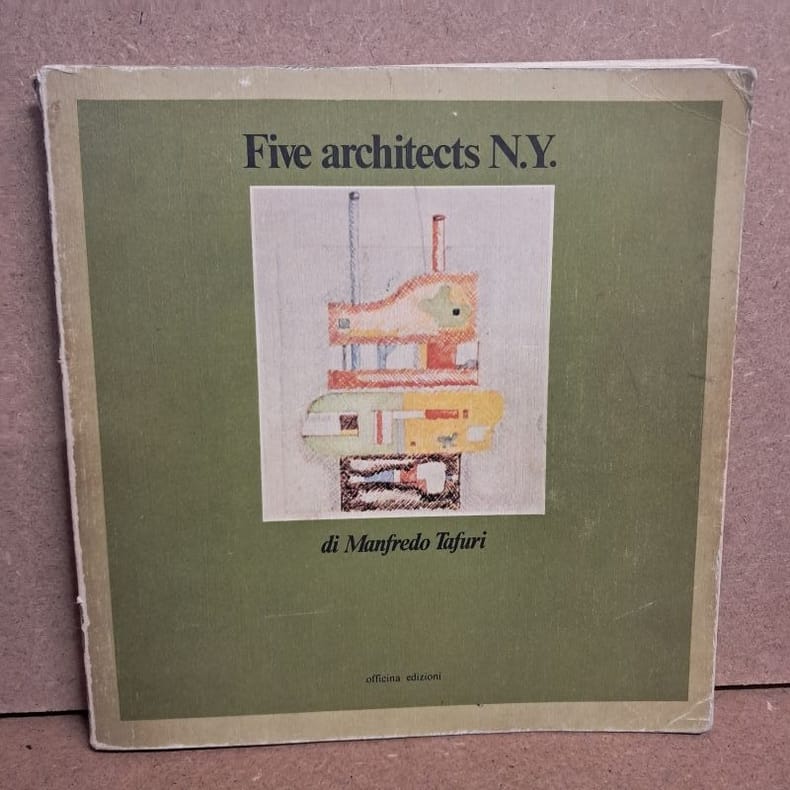 Five architects N.Y.
di Manfredo Tafuri
officina edizioni